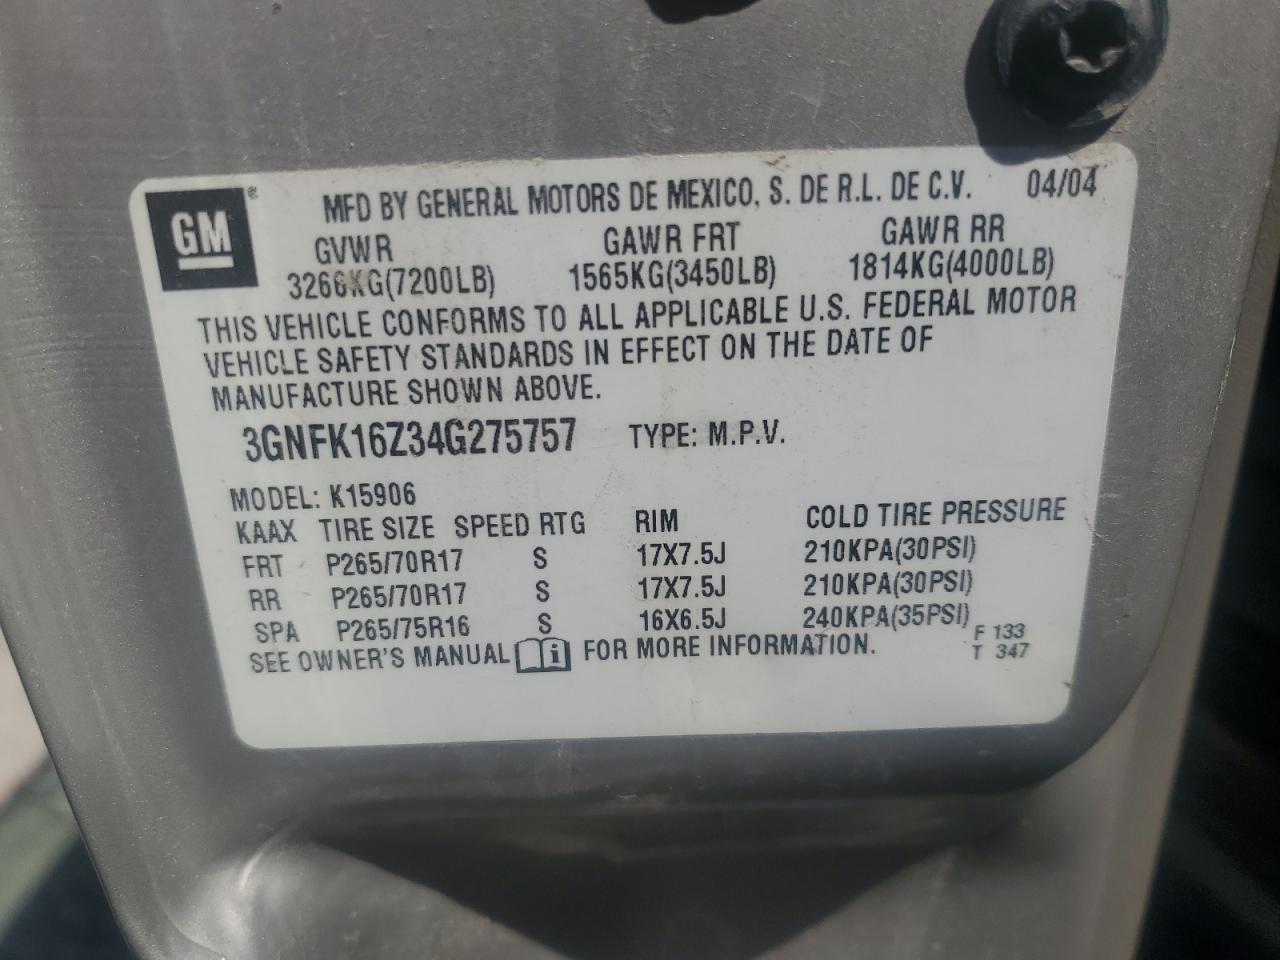 GM®
MFD BY GENERAL MOTORS DE MEXICO, S. DE R.L. DE C.V. 04/04
GVWR GAWR FRT GAWR RR
3266KG(7200LB) 1565KG(3450LB) 1814KG(4000LB)
THIS VEHICLE CONFORMS TO ALL APPLICABLE U.S. FEDERAL MOTOR
VEHICLE SAFETY STANDARDS IN EFFECT ON THE DATE OF
MANUFACTURE SHOWN ABOVE.
3GNFK16Z34G275757 TYPE: M.P.V.
MODEL: K15906
KAAX TIRE SIZE SPEED RTG RIM COLD TIRE PRESSURE
FRT P265/70R17 S 17X7.5J 210KPA(30PSI)
RR P265/70R17 S 17X7.5J 210KPA(30PSI)
SPA P265/75R16 S 16X6.5J 240KPA(35PSI)
SEE OWNER'S MANUAL i FOR MORE INFORMATION.
F 133
T 347